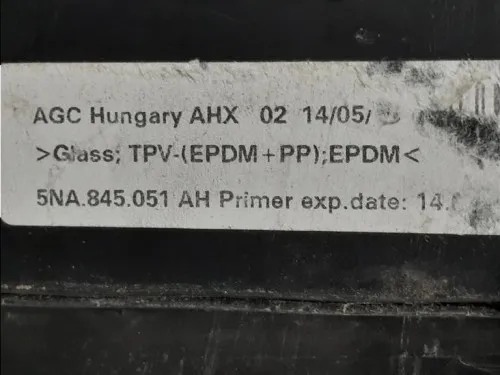 AGC Hungary AHX 02 14/05/
>Glass; TPV-(EPDM+PP);EPDM<
5NA.845.051 AH Primer exp.date: 14.